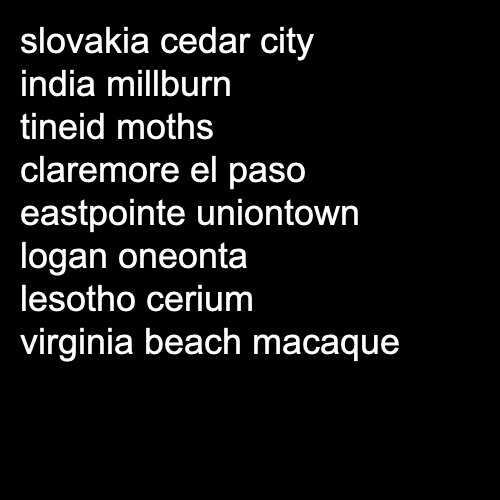 slovakia cedar city
india millburn
tineid moths
claremore el paso
eastpointe uniontown
logan oneonta
lesotho cerium
virginia beach macaque